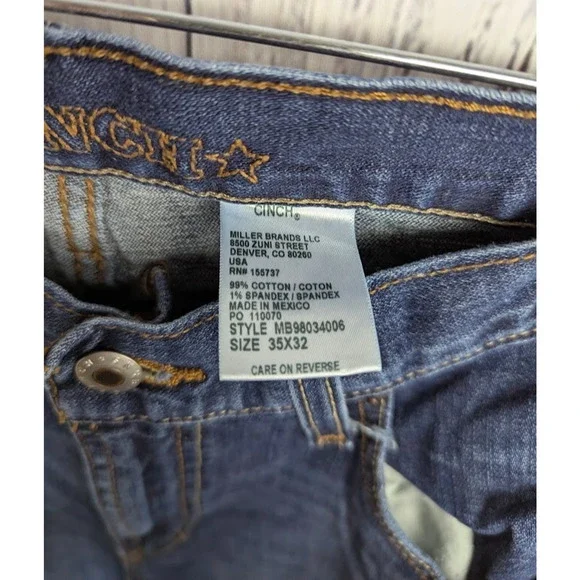 NCH
CINCH®
MILLER BRANDS LLC
8500 ZUNI STREET
DENVER, CO 80260
USA
RN# 155737
99% COTTON / COTON
1% SPANDEX / SPANDEX
MADE IN MEXICO
PO 110070
STYLE MB98034006
SIZE 35X32
CARE ON REVERSE